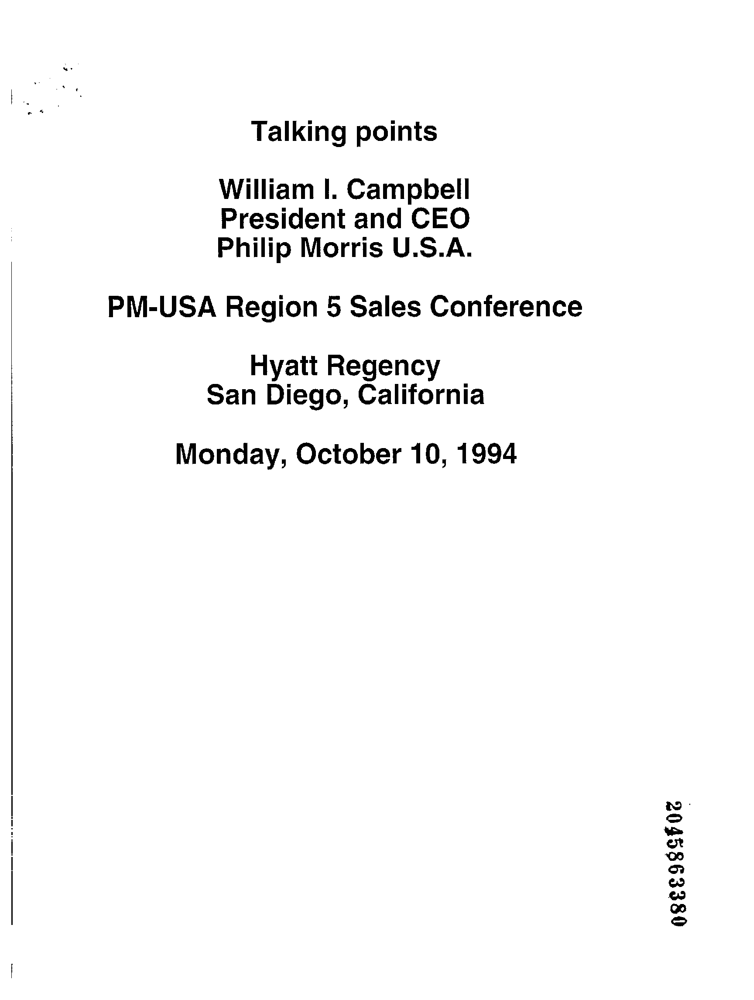 Talking points
William I. Campbell
President and CEO
Philip Morris U.S.A.
PM-USA Region 5 Sales Conference
Hyatt Regency
San Diego, California
Monday, October 10, 1994
2045863380